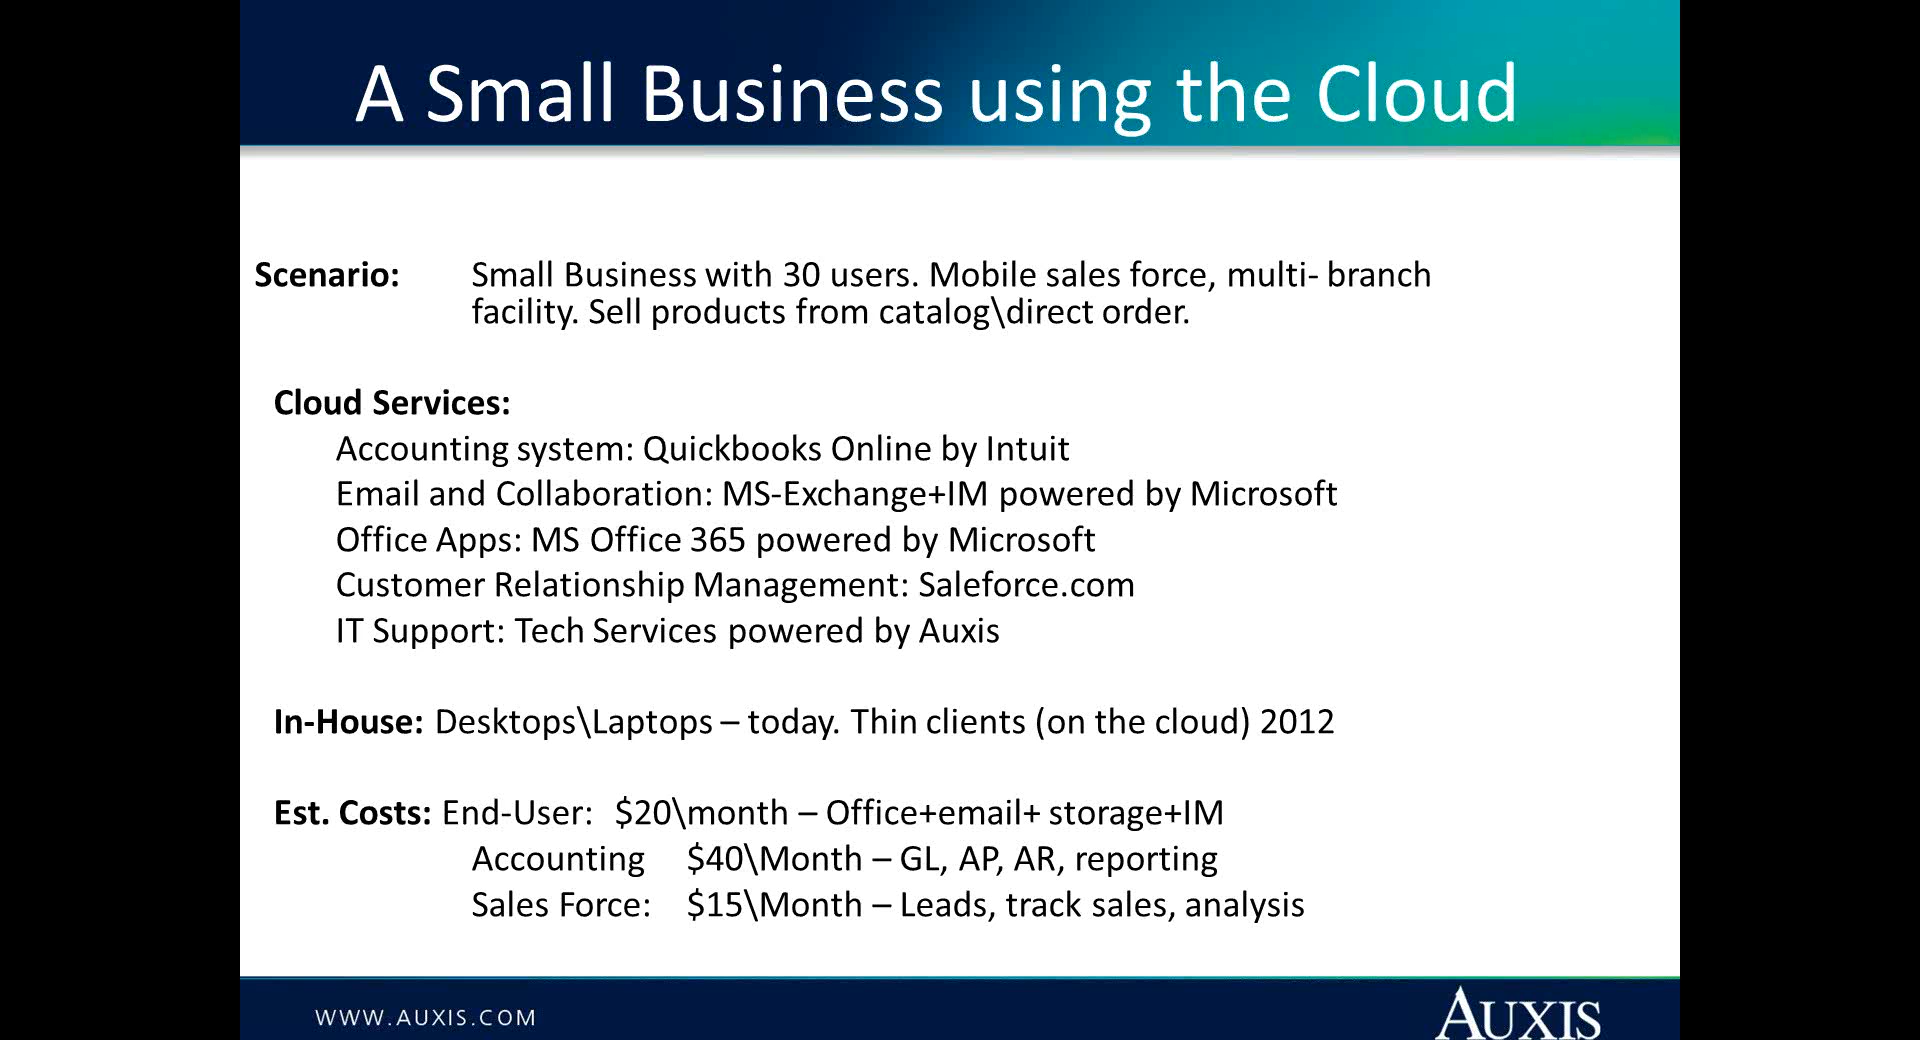 A Small Business using the Cloud
Scenario: Small Business with 30 users. Mobile sales force, multi- branch
facility. Sell products from catalog\direct order.
Cloud Services:
Accounting system: Quickbooks Online by Intuit
Email and Collaboration: MS-Exchange+IM powered by Microsoft
Office Apps: MS Office 365 powered by Microsoft
Customer Relationship Management: Saleforce.com
IT Support: Tech Services powered by Auxis
In-House: Desktops\Laptops – today. Thin clients (on the cloud) 2012
Est. Costs: End-User: $20\month – Office+email+ storage+IM
Accounting $40\Month – GL, AP, AR, reporting
Sales Force: $15\Month – Leads, track sales, analysis
WWW.AUXIS.COM
AUXIS